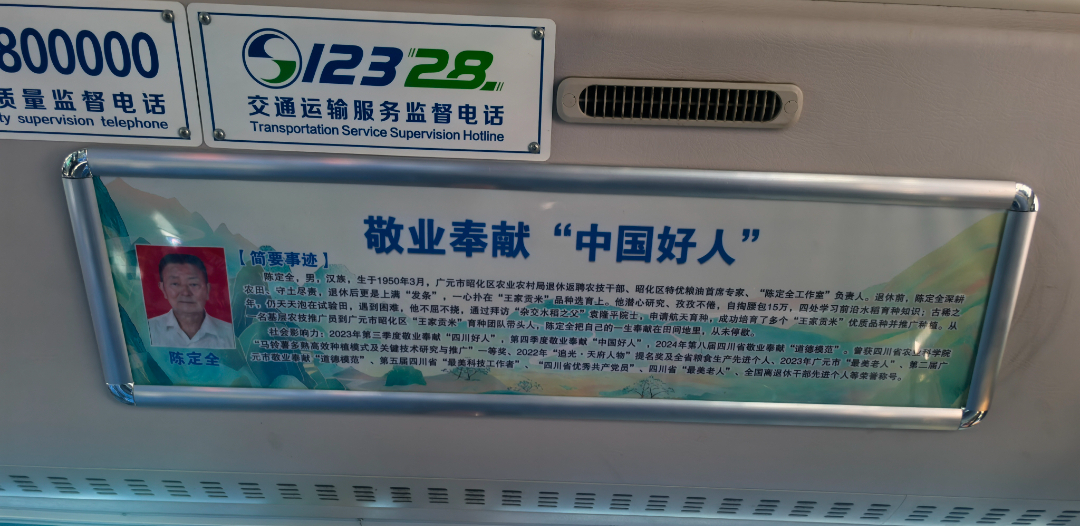 800000
质量监督电话
ty supervision telephone
12328
交通运输服务监督电话
Transportation Service Supervision Hotline
敬业奉献“中国好人”
【简要事迹】
陈定全，男，汉族，生于1950年3月，广元市昭化区农业农村局退休返聘农技干部、昭化区特优粮油首席专家、“陈定全工作室”负责人。退休前，陈定全深耕
农田、守土尽责，退休后更是上满“发条”，一心扑在“王家贡米”品种选育上。他潜心研究、孜孜不倦，自掏腰包15万，四处学习前沿水稻育种知识；古稀之
年，仍天天泡在试验田，遇到困难，他不屈不挠，通过拜访“杂交水稻之父”袁隆平院士，申请航天育种，成功培育了多个“王家贡米”优质品种并推广种植。从
一名基层农技推广员到广元市昭化区“王家贡米”育种团队带头人，陈定全把自己的一生奉献在田间地里，从未停歇。
社会影响力：2023年第三季度敬业奉献“四川好人”，第四季度敬业奉献“中国好人”，2024年第八届四川省敬业奉献“道德模范”。曾获四川省农业科学院
“马铃薯多熟高效种植模式及关键技术研究与推广”一等奖，2022年“追光·天府人物”提名奖及全省粮食生产先进个人、2023年广元市“最美老人”、第二届广
元市敬业奉献“道德模范”、第五届四川省“最美科技工作者”、“四川省优秀共产党员”、四川省“最美老人”、全国离退休干部先进个人等荣誉称号。
陈定全